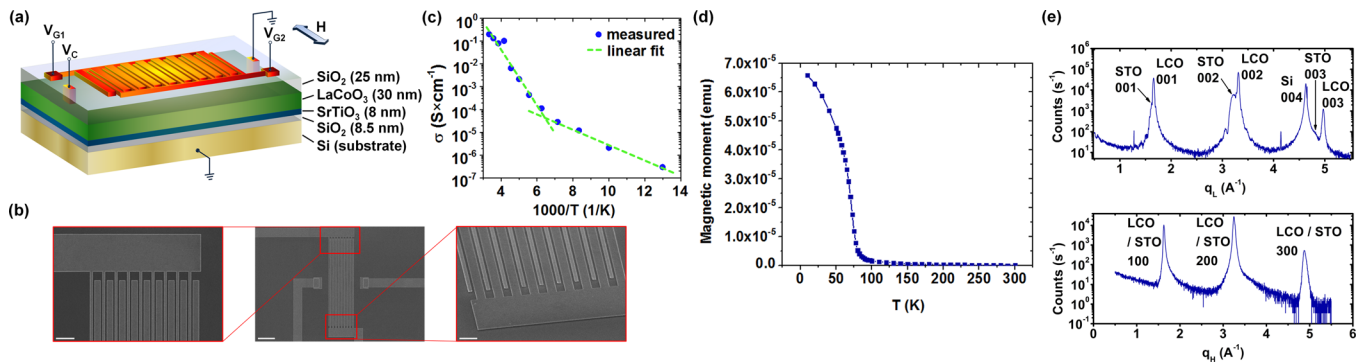 (a)
V_G1
V_C
V_G2
H
SiO₂ (25 nm)
LaCoO₃ (30 nm)
SrTiO₃ (8 nm)
SiO₂ (8.5 nm)
Si (substrate)
(b)
(c)
σ (S×cm⁻¹)
10¹
10⁰
10⁻¹
10⁻²
10⁻³
10⁻⁴
10⁻⁵
10⁻⁶
10⁻⁷
measured
linear fit
4 6 8 10 12 14
1000/T (1/K)
(d)
Magnetic moment (emu)
7.0x10⁻⁵
6.0x10⁻⁵
5.0x10⁻⁵
4.0x10⁻⁵
3.0x10⁻⁵
2.0x10⁻⁵
1.0x10⁻⁵
0.0
0 50 100 150 200 250 300
T (K)
(e)
Counts (s⁻¹)
10⁶
10⁵
10⁴
10³
10²
10¹
STO
001
LCO
001
STO
002
LCO
002
Si
004
STO
003
LCO
003
1 2 3 4 5
q_L (A⁻¹)
Counts (s⁻¹)
10⁴
10³
10²
10¹
10⁰
10⁻¹
LCO
/ STO
100
LCO
/ STO
200
LCO / STO
300
0 1 2 3 4 5 6
q_H (A⁻¹)